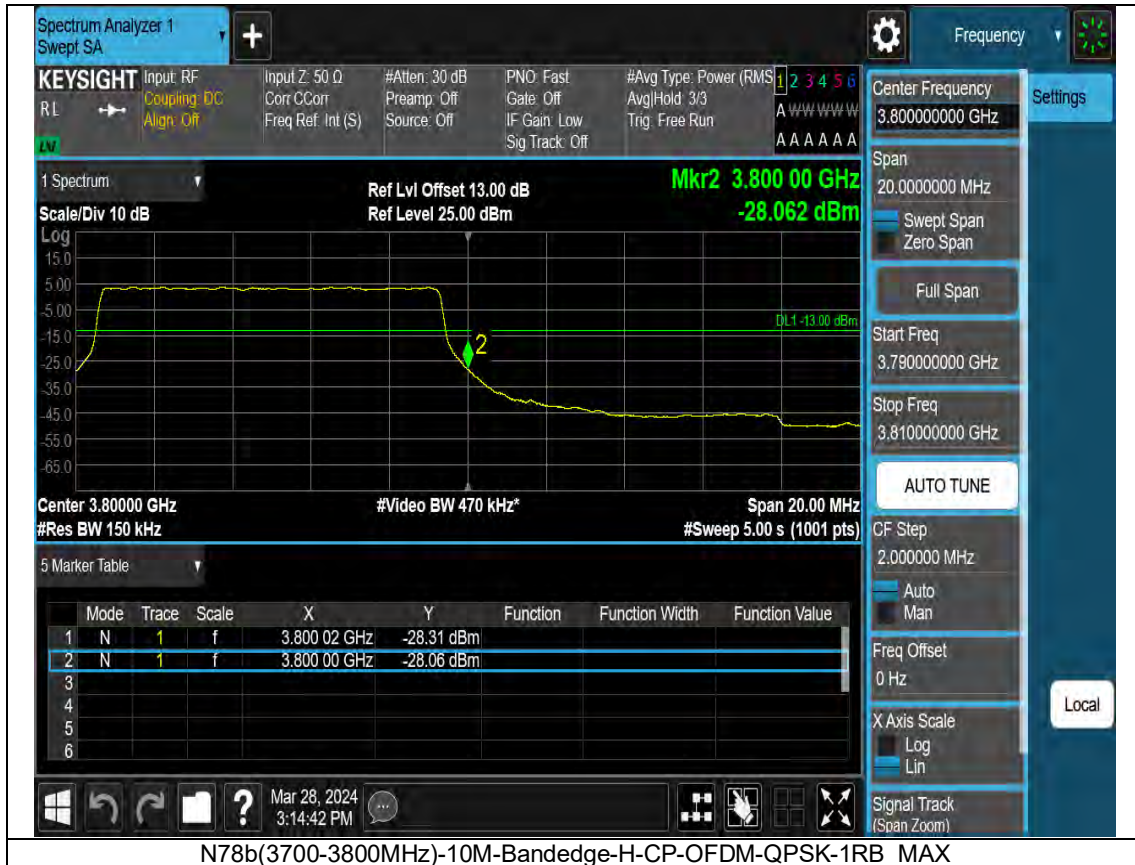 Spectrum Analyzer 1
Swept SA
+
Frequency
KEYSIGHT
RL
LXI
Input: RF
Coupling: DC
Align: Off
Input Z: 50 Ω
Corr CCorr
Freq Ref: Int (S)
#Atten: 30 dB
Preamp: Off
Source: Off
PNO: Fast
Gate: Off
IF Gain: Low
Sig Track: Off
#Avg Type: Power (RMS
Avg|Hold: 3/3
Trig: Free Run
1 2 3 4 5 6
A W W W W W
A A A A A A
1 Spectrum
Scale/Div 10 dB
Ref Lvl Offset 13.00 dB
Ref Level 25.00 dBm
Mkr2 3.800 00 GHz
-28.062 dBm
Log
15.0
5.00
-5.00
-15.0
-25.0
-35.0
-45.0
-55.0
-65.0
DL1 -13.00 dBm
2
Center 3.80000 GHz
#Res BW 150 kHz
#Video BW 470 kHz*
Span 20.00 MHz
#Sweep 5.00 s (1001 pts)
5 Marker Table
Mode Trace Scale X Y Function Function Width Function Value
1 N 1 f 3.800 02 GHz -28.31 dBm
2 N 1 f 3.800 00 GHz -28.06 dBm
3
4
5
6
Mar 28, 2024
3:14:42 PM
?
Center Frequency
3.800000000 GHz
Settings
Span
20.0000000 MHz
Swept Span
Zero Span
Full Span
Start Freq
3.790000000 GHz
Stop Freq
3.810000000 GHz
AUTO TUNE
CF Step
2.000000 MHz
Auto
Man
Freq Offset
0 Hz
X Axis Scale
Log
Lin
Local
Signal Track
(Span Zoom)
N78b(3700-3800MHz)-10M-Bandedge-H-CP-OFDM-QPSK-1RB_MAX